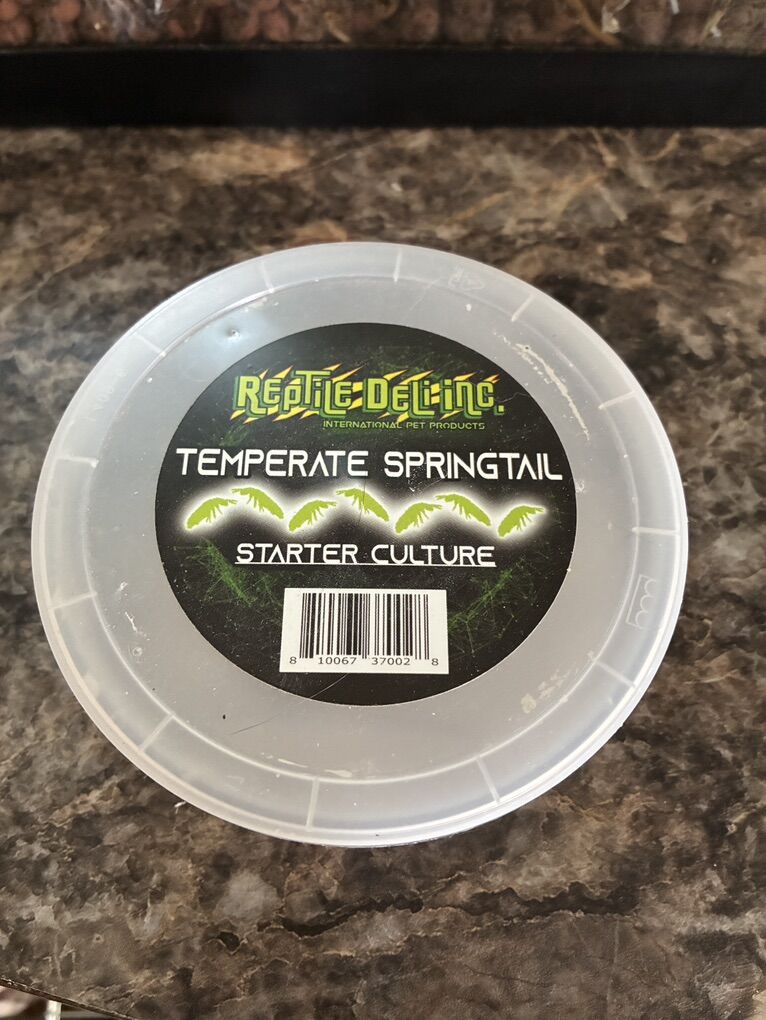 REPTILE DELI INC.
INTERNATIONAL PET PRODUCTS
TEMPERATE SPRINGTAIL
STARTER CULTURE
8 10067 37002 8